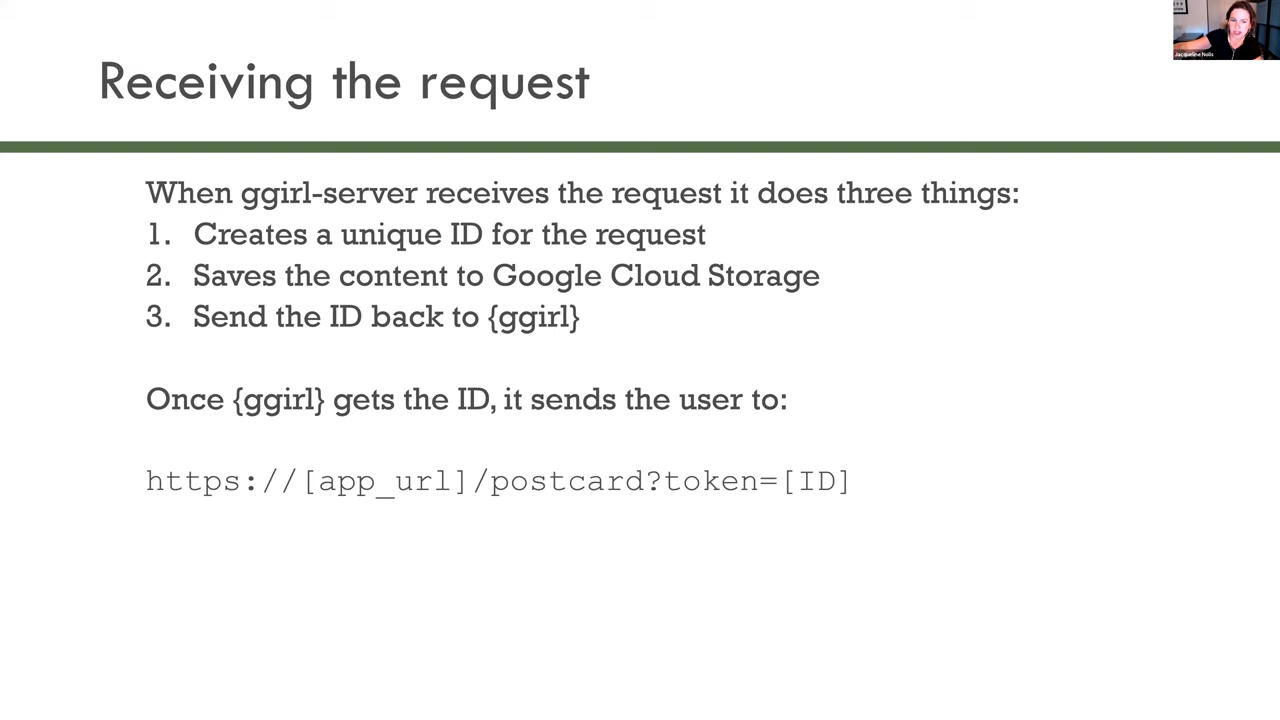 Receiving the request
Jacqueline Nolis
When ggirl-server receives the request it does three things:
1. Creates a unique ID for the request
2. Saves the content to Google Cloud Storage
3. Send the ID back to {ggirl}
Once {ggirl} gets the ID, it sends the user to:
https://[app_url]/postcard?token=[ID]